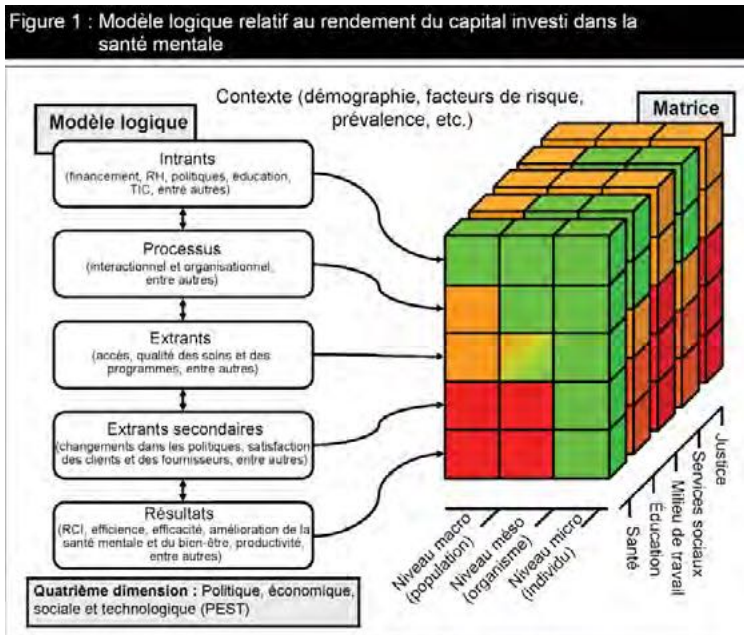 Figure 1 : Modèle logique relatif au rendement du capital investi dans la
santé mentale
Contexte (démographie, facteurs de risque,
prévalence, etc.)
Modèle logique
Matrice
Intrants
(financement, RH, politiques, éducation,
TIC, entre autres)
Processus
(interactionnel et organisationnel,
entre autres)
Extrants
(accès, qualité des soins et des
programmes, entre autres)
Extrants secondaires
(changements dans les politiques, satisfaction
des clients et des fournisseurs, entre autres)
Résultats
(RCI, efficience, efficacité, amélioration de la
santé mentale et du bien-être, productivité,
entre autres)
Niveau macro
(population)
Niveau méso
(organisme)
Niveau micro
(individu)
Santé
Éducation
Milieu de travail
Services sociaux
Justice
Quatrième dimension : Politique, économique,
sociale et technologique (PEST)